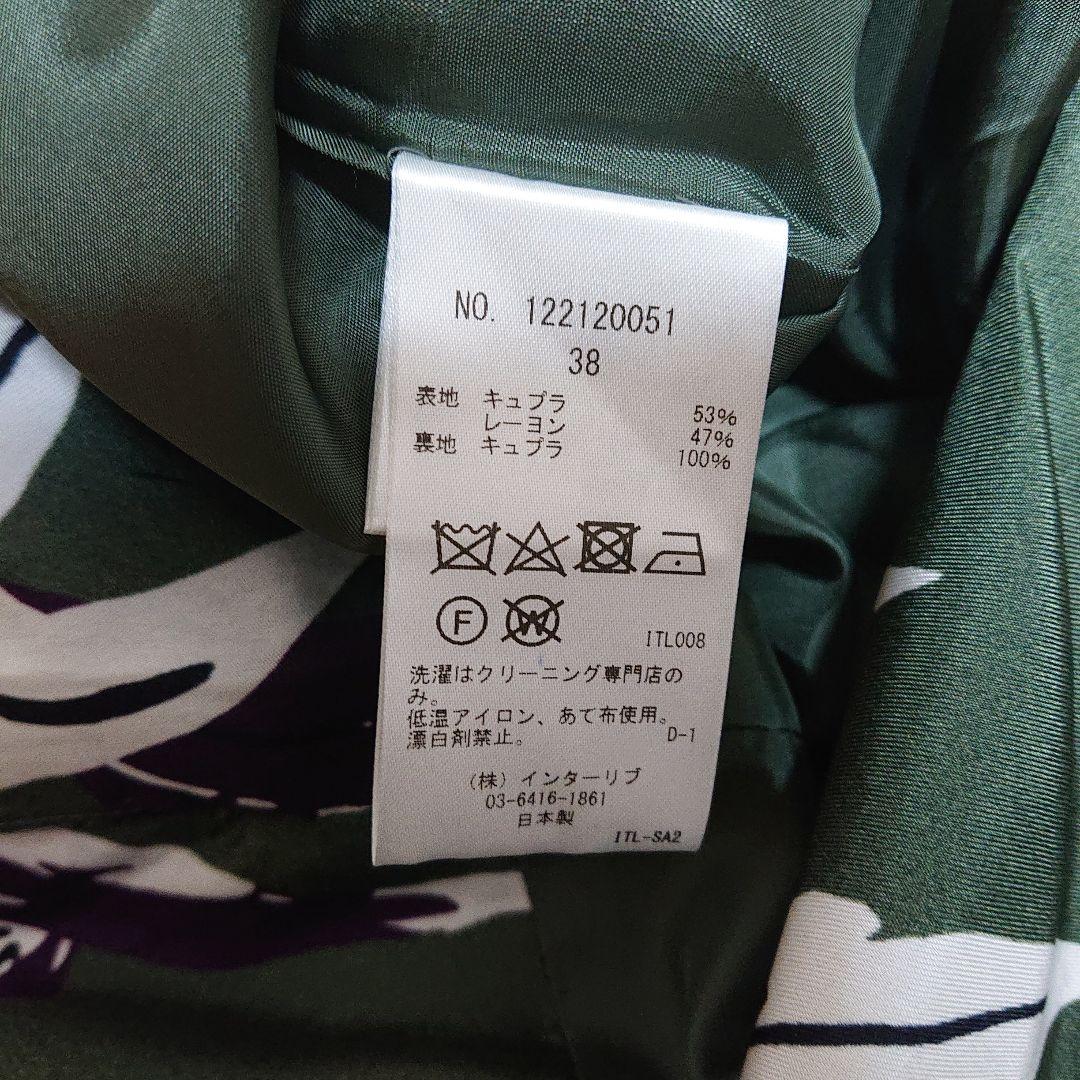 NO. 122120051
38
表地 キュプラ 53%
レーヨン 47%
裏地 キュプラ 100%
F W
ITL008
洗濯はクリーニング専門店の
み。
低温アイロン、あて布使用。
漂白剤禁止。 D-1
(株)インターリブ
03-6416-1861
日本製
ITL-SA2